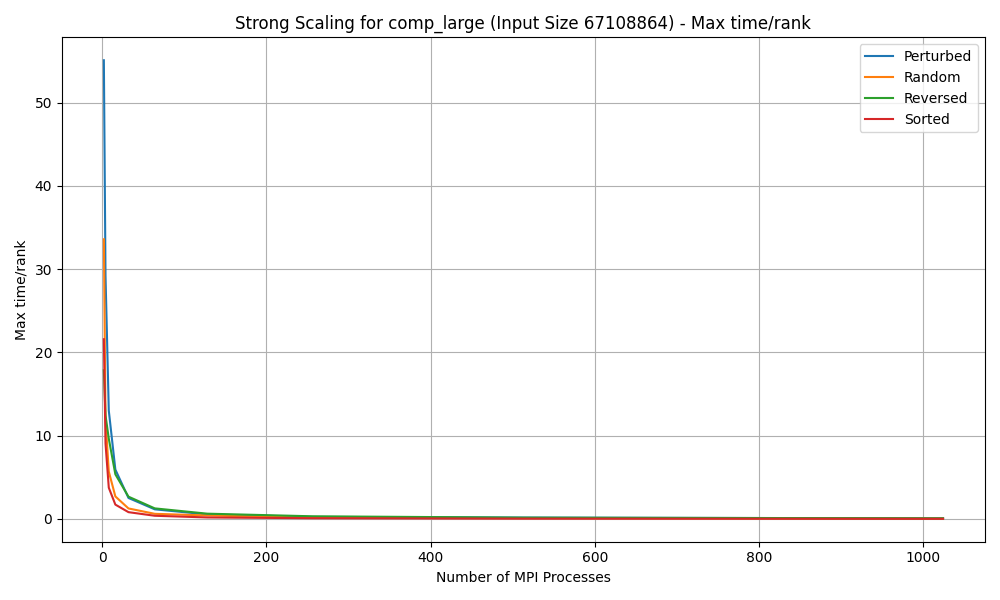 Strong Scaling for comp_large (Input Size 67108864) - Max time/rank
Perturbed
Random
Reversed
Sorted
Max time/rank
50
40
30
20
10
0
0 200 400 600 800 1000
Number of MPI Processes